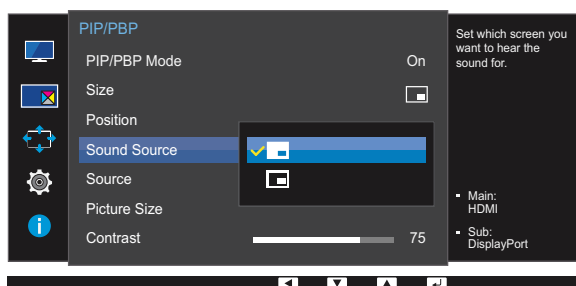 PIP/PBP
PIP/PBP Mode On
Size
Position
Sound Source
Source
Picture Size
Contrast 75
Set which screen you
want to hear the
sound for.
Main:
HDMI
Sub:
DisplayPort